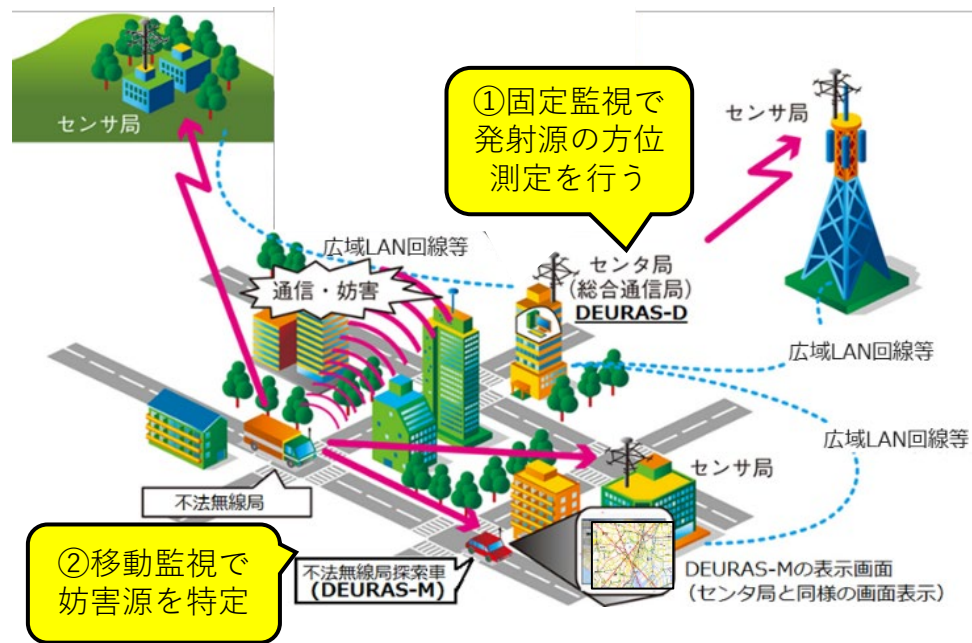 センサ局
①固定監視で
発射源の方位
測定を行う
センサ局
広域LAN回線等
通信・妨害
センタ局
(総合通信局)
DEURAS-D
広域LAN回線等
広域LAN回線等
センサ局
不法無線局
②移動監視で
妨害源を特定
不法無線局探索車
(DEURAS-M)
DEURAS-Mの表示画面
(センタ局と同様の画面表示)